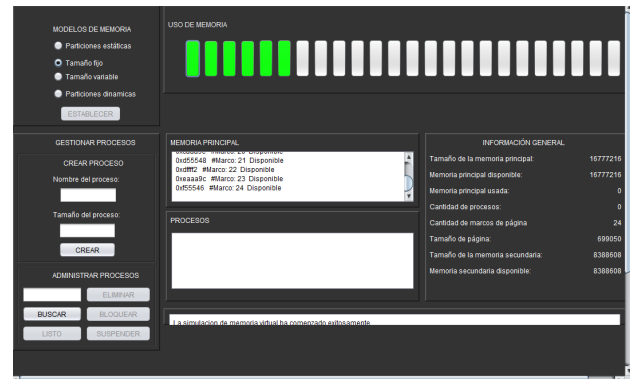 MODELOS DE MEMORIA
Particiones estáticas
Tamaño fijo
Tamaño variable
Particiones dinamicas
ESTABLECER
USO DE MEMORIA
GESTIONAR PROCESOS
CREAR PROCESO
Nombre del proceso:
Tamaño del proceso:
CREAR
ADMINISTRAR PROCESOS
ELIMINAR
BUSCAR
BLOQUEAR
LISTO
SUSPENDER
MEMORIA PRINCIPAL
#Marco: 20 Disponible
0xd55548 #Marco: 21 Disponible
0xdffff2 #Marco: 22 Disponible
0xeaaa9c #Marco: 23 Disponible
0xf55546 #Marco: 24 Disponible
PROCESOS
La simulacion de memoria virtual ha comenzado exitosamente
INFORMACIÓN GENERAL
Tamaño de la memoria principal: 16777216
Memoria principal disponible: 16777216
Memoria principal usada: 0
Cantidad de procesos: 0
Cantidad de marcos de página 24
Tamaño de página: 699050
Tamaño de la memoria secundaria: 8388608
Memoria secundaria disponible: 8388608